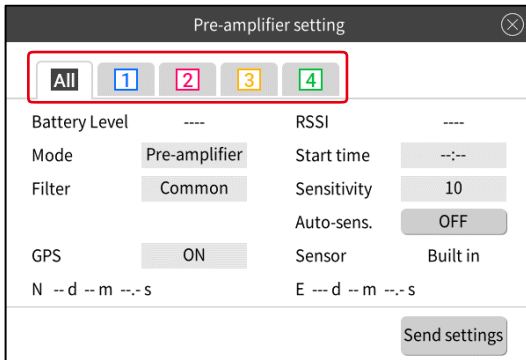 Pre-amplifier setting
All 1 2 3 4
Battery Level ---- RSSI ----
Mode Pre-amplifier Start time --:--
Filter Common Sensitivity 10
Auto-sens. OFF
GPS ON Sensor Built in
N -- d -- m --.- s E --- d -- m --.- s
Send settings